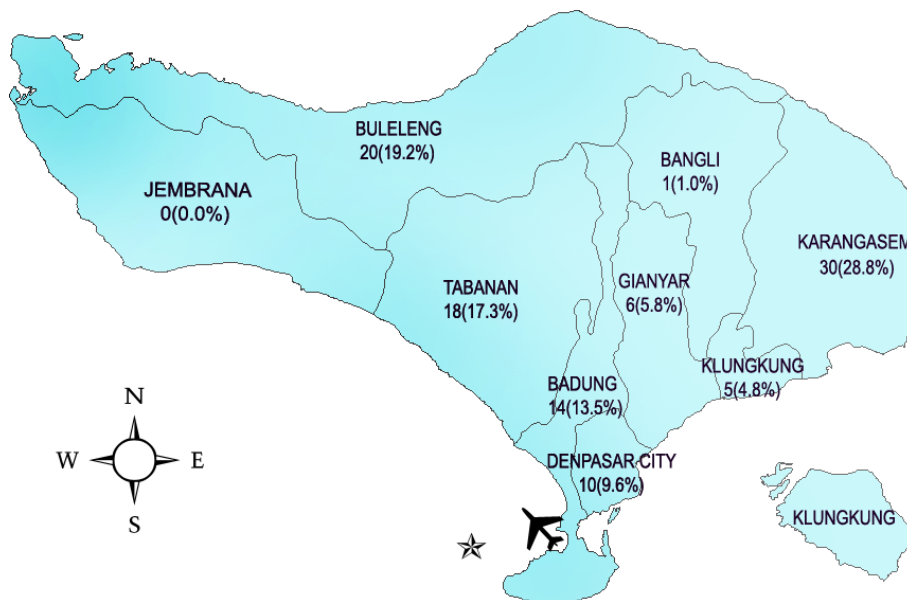 BULELENG
20(19.2%)
BANGLI
1(1.0%)
JEMBRANA
0(0.0%)
KARANGASEM
30(28.8%)
TABANAN
18(17.3%)
GIANYAR
6(5.8%)
KLUNGKUNG
5(4.8%)
BADUNG
14(13.5%)
N
W
E
S
DENPASAR CITY
10(9.6%)
KLUNGKUNG